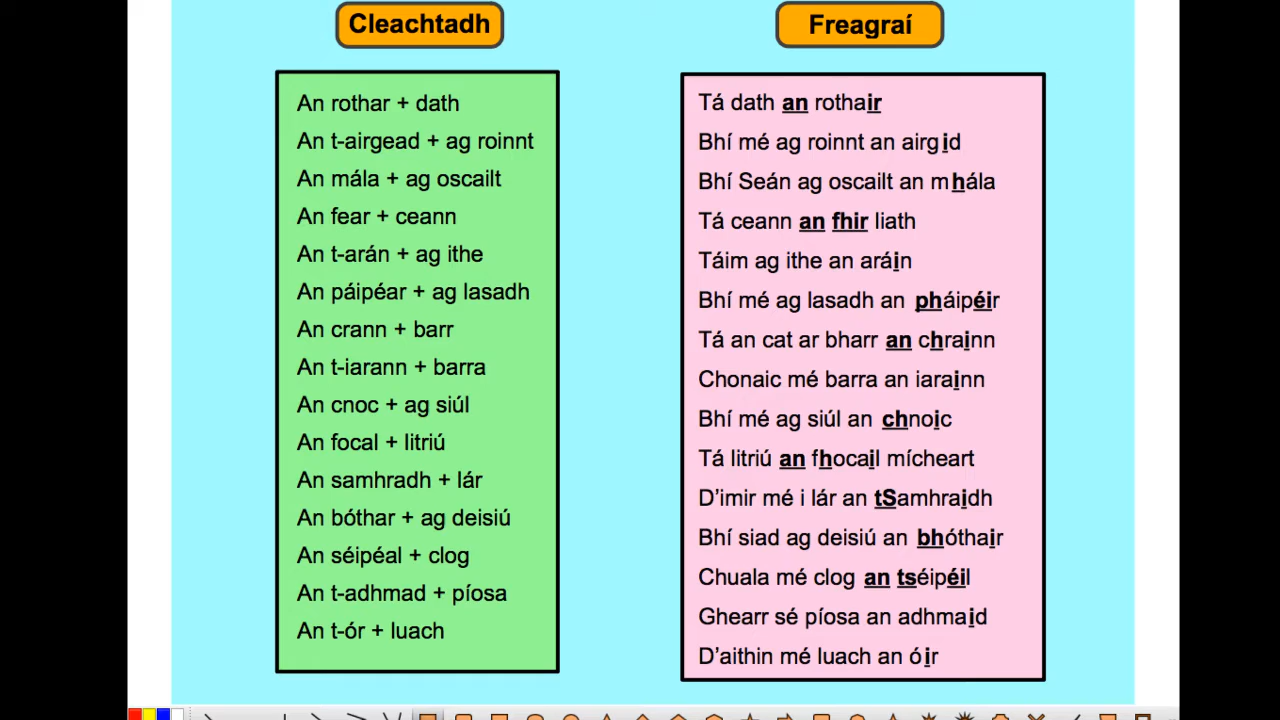 Cleachtadh
An rothar + dath
An t-airgead + ag roinnt
An mála + ag oscailt
An fear + ceann
An t-arán + ag ithe
An páipéar + ag lasadh
An crann + barr
An t-iarann + barra
An cnoc + ag siúl
An focal + litriú
An samhradh + lár
An bóthar + ag deisiú
An séipéal + clog
An t-adhmad + píosa
An t-ór + luach
Freagraí
Tá dath an rothair
Bhí mé ag roinnt an airgid
Bhí Seán ag oscailt an mhála
Tá ceann an fhir liath
Táim ag ithe an aráin
Bhí mé ag lasadh an pháipéir
Tá an cat ar bharr an chrainn
Chonaic mé barra an iarainn
Bhí mé ag siúl an chnoic
Tá litriú an fhocail mícheart
D'imir mé i lár an tSamhraidh
Bhí siad ag deisiú an bhóthair
Chuala mé clog an tséipéil
Ghearr sé píosa an adhmaid
D'aithin mé luach an óir